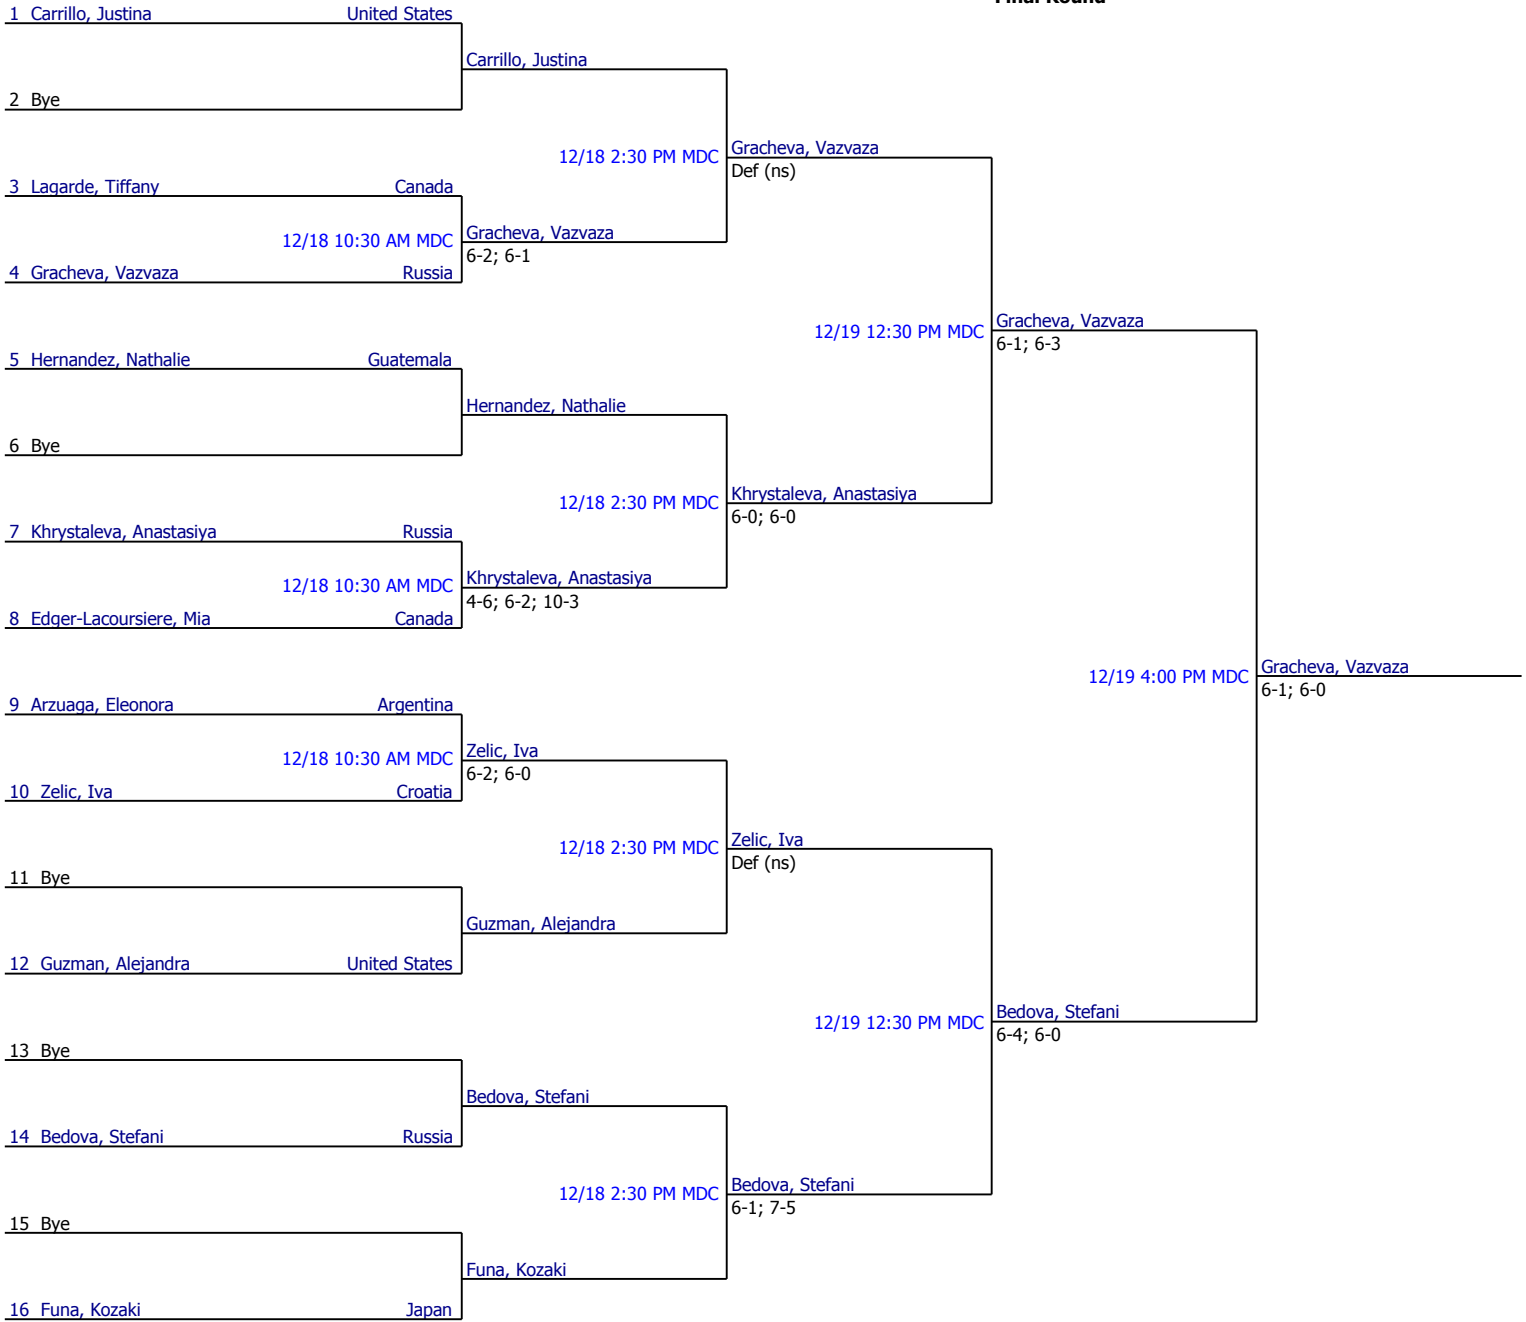 Final Round
1 Carrillo, Justina United States
Carrillo, Justina
2 Bye
12/18 2:30 PM MDC Gracheva, Vazvaza
Def (ns)
3 Lagarde, Tiffany Canada
12/18 10:30 AM MDC Gracheva, Vazvaza
6-2; 6-1
4 Gracheva, Vazvaza Russia
12/19 12:30 PM MDC Gracheva, Vazvaza
6-1; 6-3
5 Hernandez, Nathalie Guatemala
Hernandez, Nathalie
6 Bye
12/18 2:30 PM MDC Khrystaleva, Anastasiya
6-0; 6-0
7 Khrystaleva, Anastasiya Russia
12/18 10:30 AM MDC Khrystaleva, Anastasiya
4-6; 6-2; 10-3
8 Edger-Lacoursiere, Mia Canada
12/19 4:00 PM MDC Gracheva, Vazvaza
6-1; 6-0
9 Arzuaga, Eleonora Argentina
12/18 10:30 AM MDC Zelic, Iva
6-2; 6-0
10 Zelic, Iva Croatia
12/18 2:30 PM MDC Zelic, Iva
Def (ns)
11 Bye
Guzman, Alejandra
12 Guzman, Alejandra United States
12/19 12:30 PM MDC Bedova, Stefani
6-4; 6-0
13 Bye
Bedova, Stefani
14 Bedova, Stefani Russia
12/18 2:30 PM MDC Bedova, Stefani
6-1; 7-5
15 Bye
Funa, Kozaki
16 Funa, Kozaki Japan